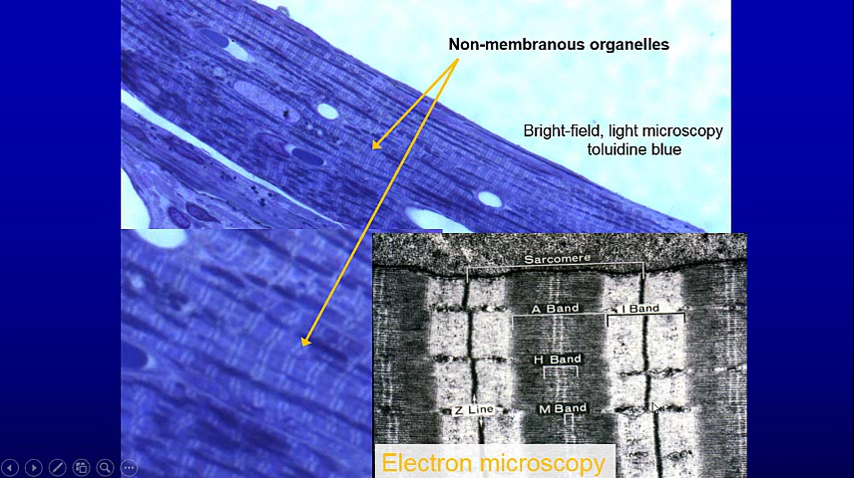 Non-membranous organelles
Bright-field, light microscopy
toluidine blue
Sarcomere
A Band
I Band
H Band
Z Line
M Band
Electron microscopy